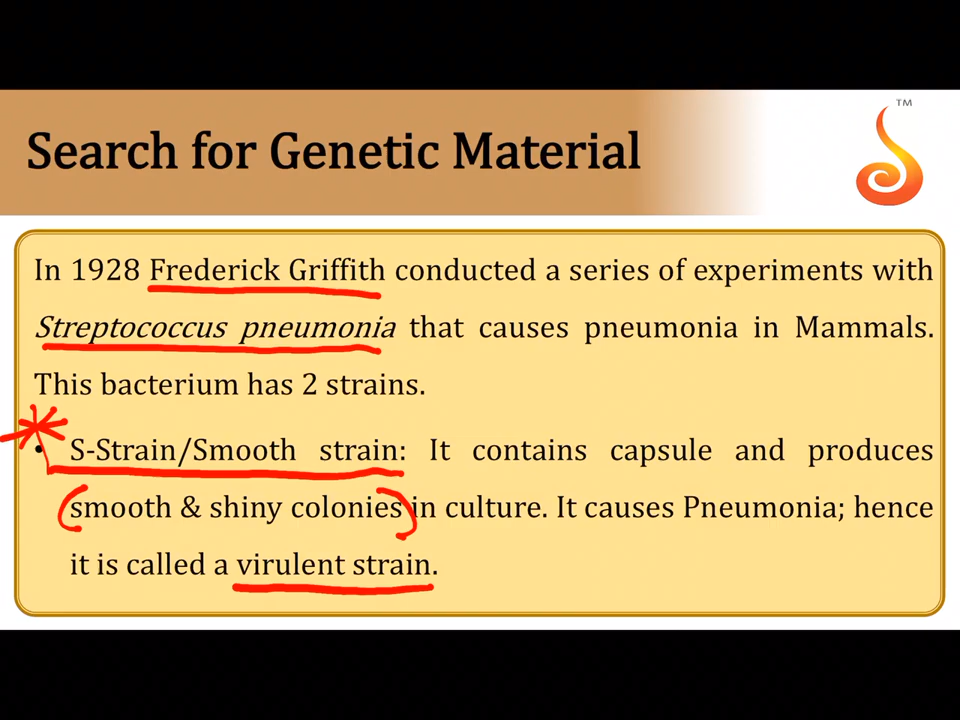 TM
Search for Genetic Material
In 1928 Frederick Griffith conducted a series of experiments with
Streptococcus pneumonia that causes pneumonia in Mammals.
This bacterium has 2 strains.
• S-Strain/Smooth strain: It contains capsule and produces
smooth & shiny colonies in culture. It causes Pneumonia; hence
it is called a virulent strain.